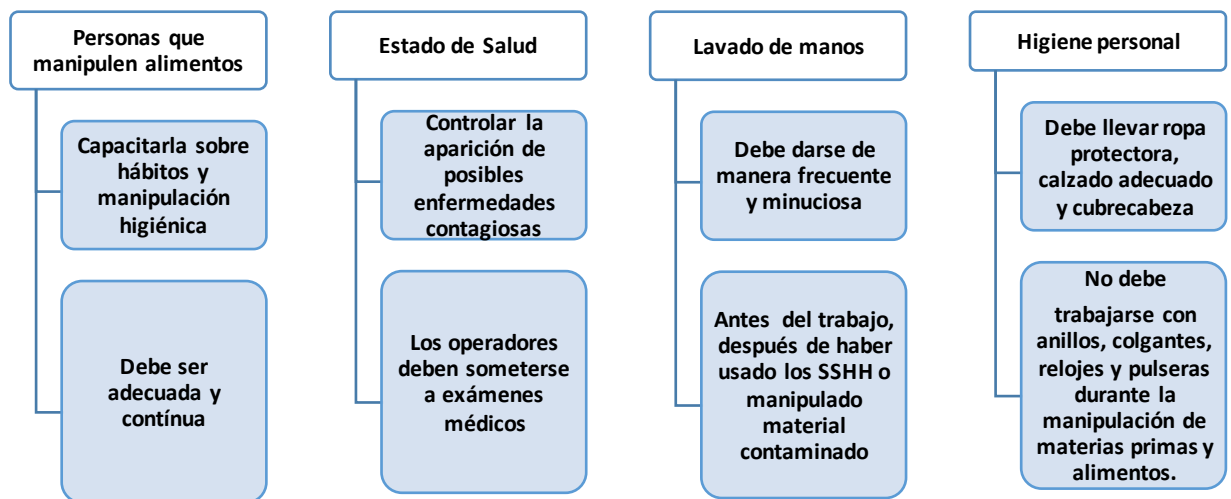 Personas que
manipulen alimentos
Capacitarla sobre
hábitos y
manipulación
higiénica
Debe ser
adecuada y
contínua
Estado de Salud
Controlar la
aparición de
posibles
enfermedades
contagiosas
Los operadores
deben someterse
a exámenes
médicos
Lavado de manos
Debe darse de
manera frecuente
y minuciosa
Antes del trabajo,
después de haber
usado los SSHH o
manipulado
material
contaminado
Higiene personal
Debe llevar ropa
protectora,
calzado adecuado
y cubrecabeza
No debe
trabajarse con
anillos, colgantes,
relojes y pulseras
durante la
manipulación de
materias primas y
alimentos.